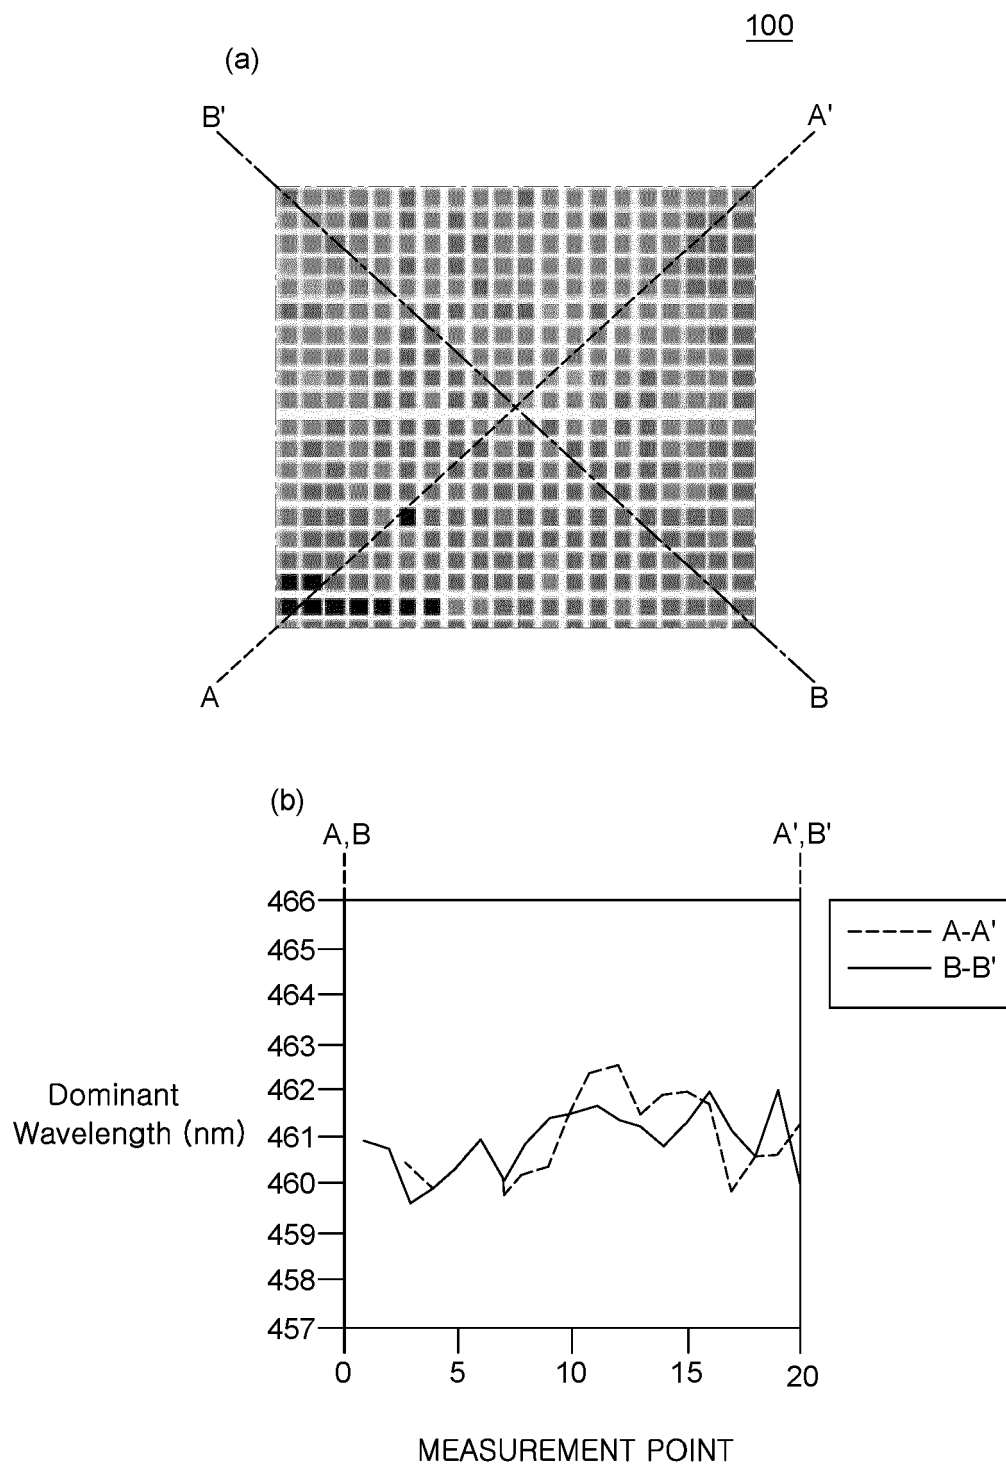 100
(a)
B'
A'
A
B
(b)
A,B
A',B'
466
465
464
463
462
461
460
459
458
457
A-A'
B-B'
Dominant
Wavelength (nm)
0
5
10
15
20
MEASUREMENT POINT